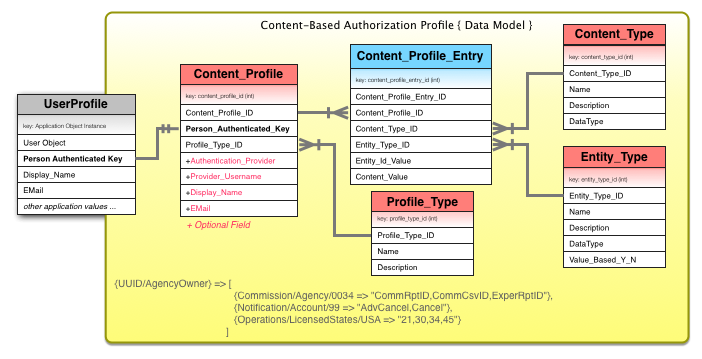 Content-Based Authorization Profile { Data Model }
UserProfile
key: Application Object Instance
User Object
Person Authenticated Key
Display_Name
EMail
other application values ...
Content_Profile
key: content_profile_id (int)
Content_Profile_ID
Person_Authenticated_Key
Profile_Type_ID
+Authentication_Provider
+Provider_Username
+Display_Name
+EMail
+ Optional Field
Content_Profile_Entry
key: content_profile_entry_id (int)
Content_Profile_Entry_ID
Content_Profile_ID
Content_Type_ID
Entity_Type_ID
Entity_Id_Value
Content_Value
Profile_Type
key: profile_type_id (int)
Profile_Type_ID
Name
Description
Content_Type
key: content_type_id (int)
Content_Type_ID
Name
Description
DataType
Entity_Type
key: entity_type_id (int)
Entity_Type_ID
Name
Description
DataType
Value_Based_Y_N
{UUID/AgencyOwner} => [
{Commission/Agency/0034 => "CommRptID,CommCsvID,ExperRptID"},
{Notification/Account/99 => "AdvCancel,Cancel"},
{Operations/LicensedStates/USA => "21,30,34,45"}
]